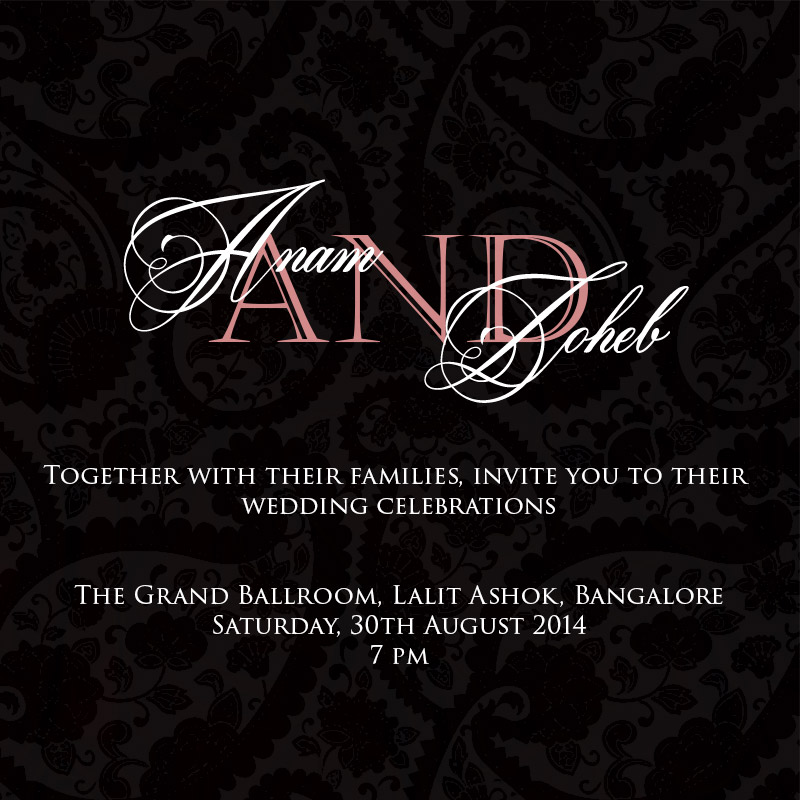 Anam
AND
Zoheb
Together with their families, invite you to their
wedding celebrations
The Grand Ballroom, Lalit Ashok, Bangalore
Saturday, 30th August 2014
7 pm